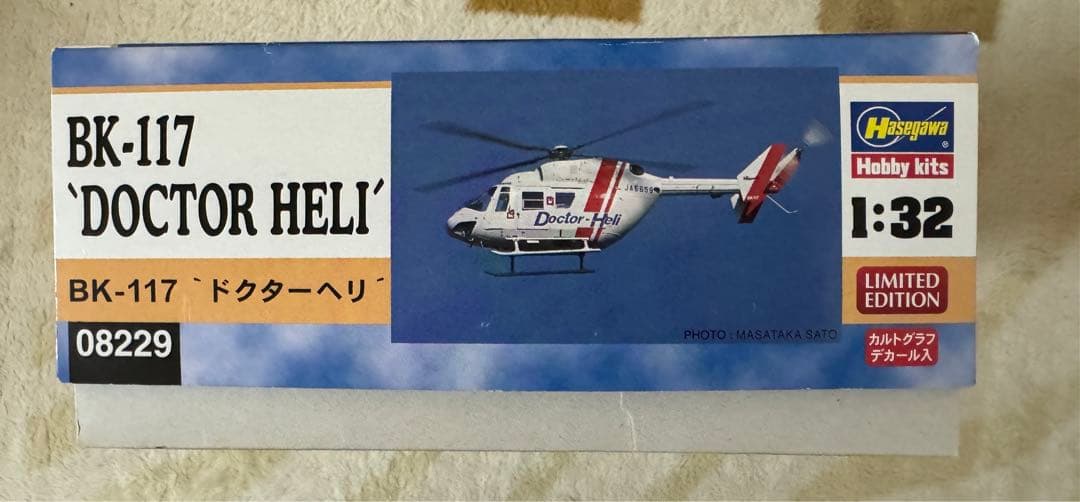 BK-117
`DOCTOR HELI´
BK-117 `ドクターヘリ´
08229
Doctor-Heli
JA6659
PHOTO : MASATAKA SATO
Hasegawa
Hobby kits
1:32
LIMITED
EDITION
カルトグラフ
デカール入